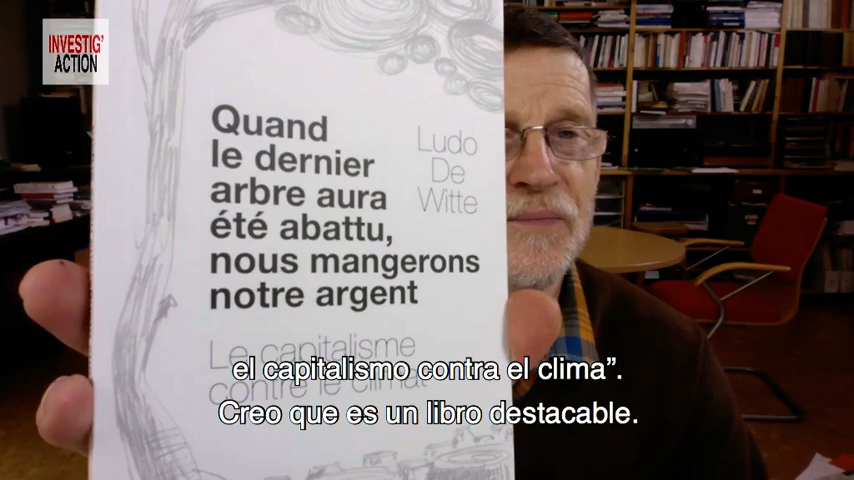 INVESTIG'
ACTION
Quand
le dernier
arbre aura
été abattu,
nous mangerons
notre argent
Ludo
De
Witte
Le capitalisme
contre le climat
el capitalismo contra el clima”.
Creo que es un libro destacable.